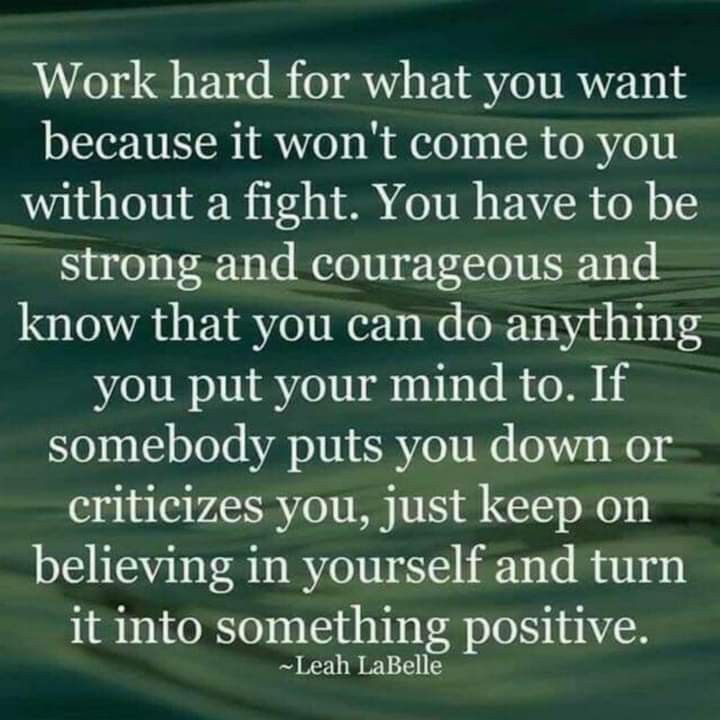 Work hard for what you want
because it won't come to you
without a fight. You have to be
strong and courageous and
know that you can do anything
you put your mind to. If
somebody puts you down or
criticizes you, just keep on
believing in yourself and turn
it into something positive.
~Leah LaBelle